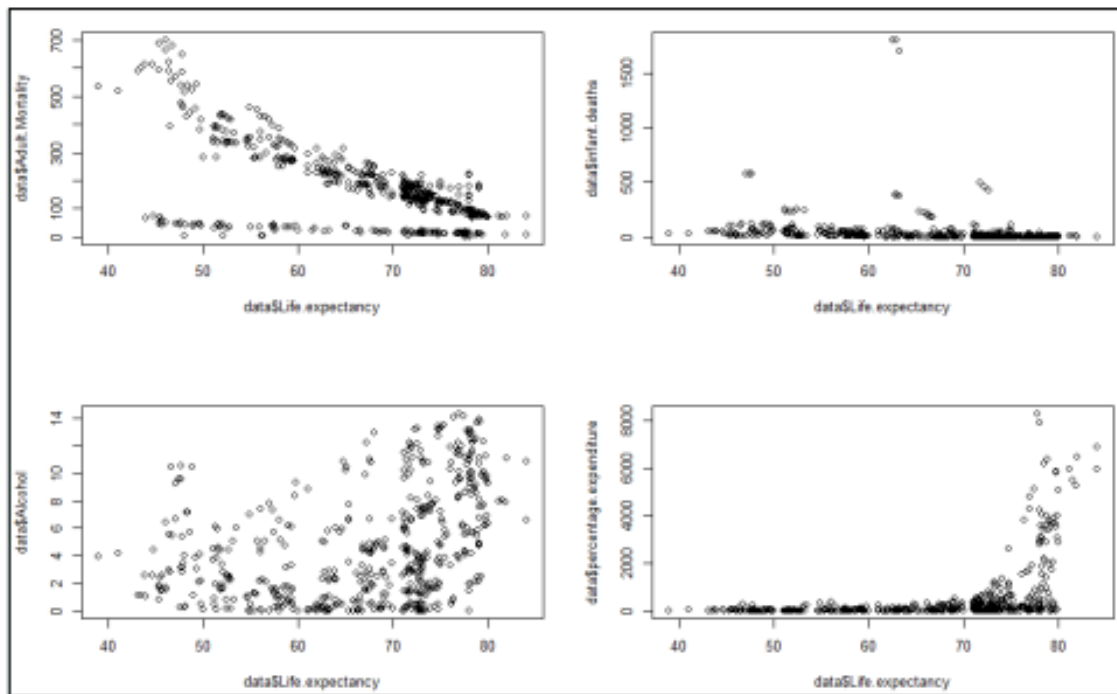 data$Adult.Mortality
0 100 300 500 700
40 50 60 70 80
data$Life.expectancy
data$infant.deaths
0 500 1000 1500
40 50 60 70 80
data$Life.expectancy
data$Alcohol
0 2 4 6 8 10 14
40 50 60 70 80
data$Life.expectancy
data$percentage.expenditure
0 2000 4000 6000 8000
40 50 60 70 80
data$Life.expectancy